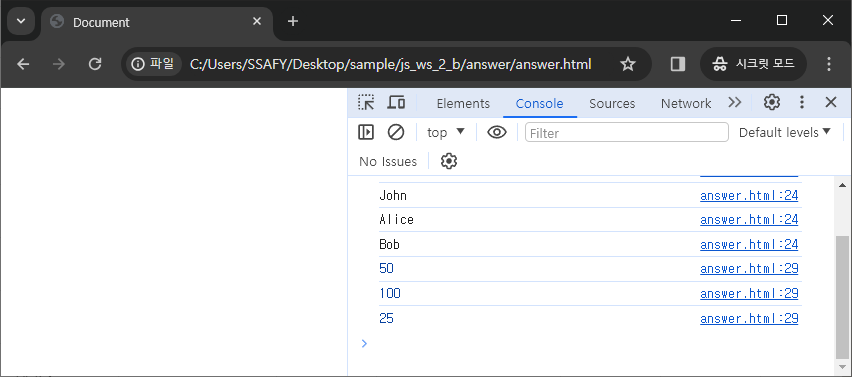 Document
파일 C:/Users/SSAFY/Desktop/sample/js_ws_2_b/answer/answer.html 시크릿 모드
Elements Console Sources Network
top Filter Default levels
No Issues
John answer.html:24
Alice answer.html:24
Bob answer.html:24
50 answer.html:29
100 answer.html:29
25 answer.html:29